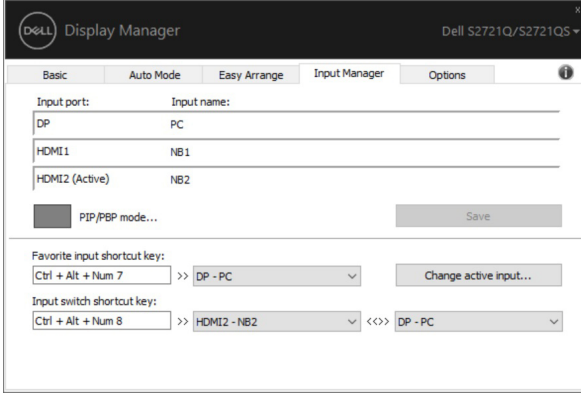 x
DELL Display Manager Dell S2721Q/S2721QS
Basic Auto Mode Easy Arrange Input Manager Options i
Input port: Input name:
DP PC
HDMI1 NB1
HDMI2 (Active) NB2
PIP/PBP mode... Save
Favorite input shortcut key:
Ctrl + Alt + Num 7 >> DP - PC Change active input...
Input switch shortcut key:
Ctrl + Alt + Num 8 >> HDMI2 - NB2 <<>> DP - PC